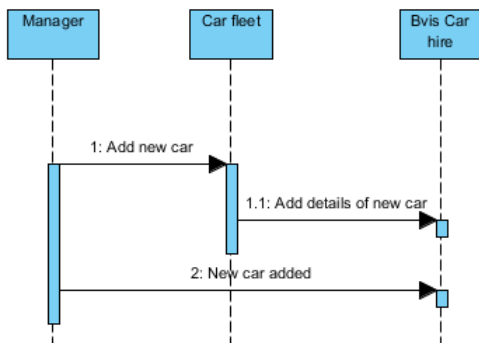 Manager
Car fleet
Bvis Car
hire
1: Add new car
1.1: Add details of new car
2: New car added